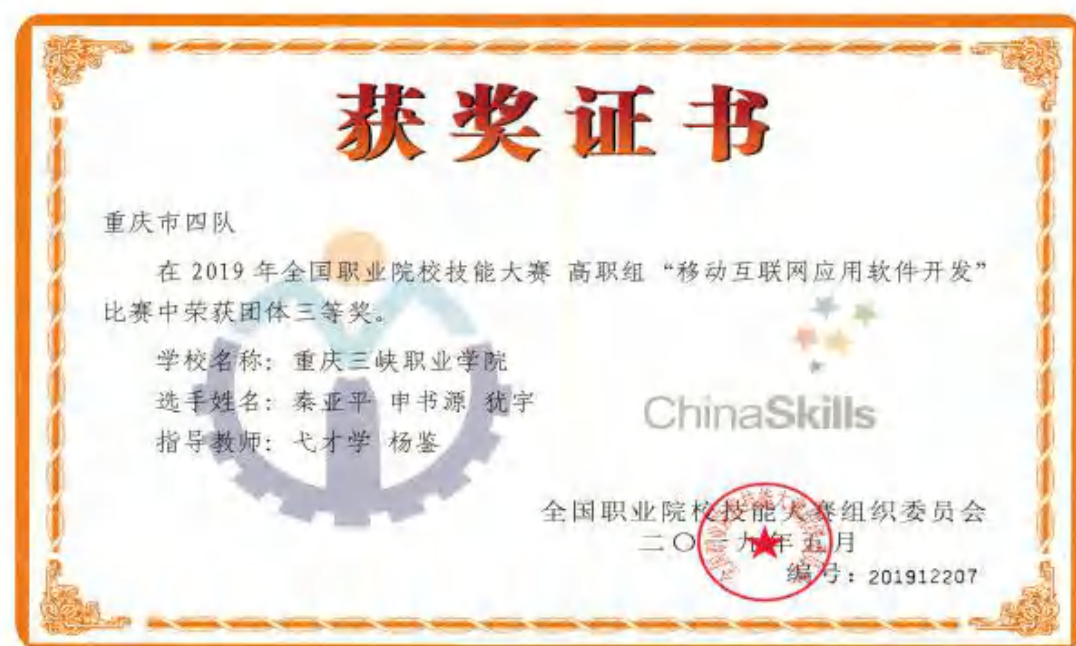 获奖证书
重庆市四队
在 2019 年全国职业院校技能大赛 高职组 “移动互联网应用软件开发”
比赛中荣获团体三等奖。
学校名称: 重庆三峡职业学院
选手姓名: 秦亚平 申书源 犹宇
指导教师: 弋才学 杨鉴
ChinaSkills
全国职业院校技能大赛组织委员会
二〇一九年五月
编号: 201912207